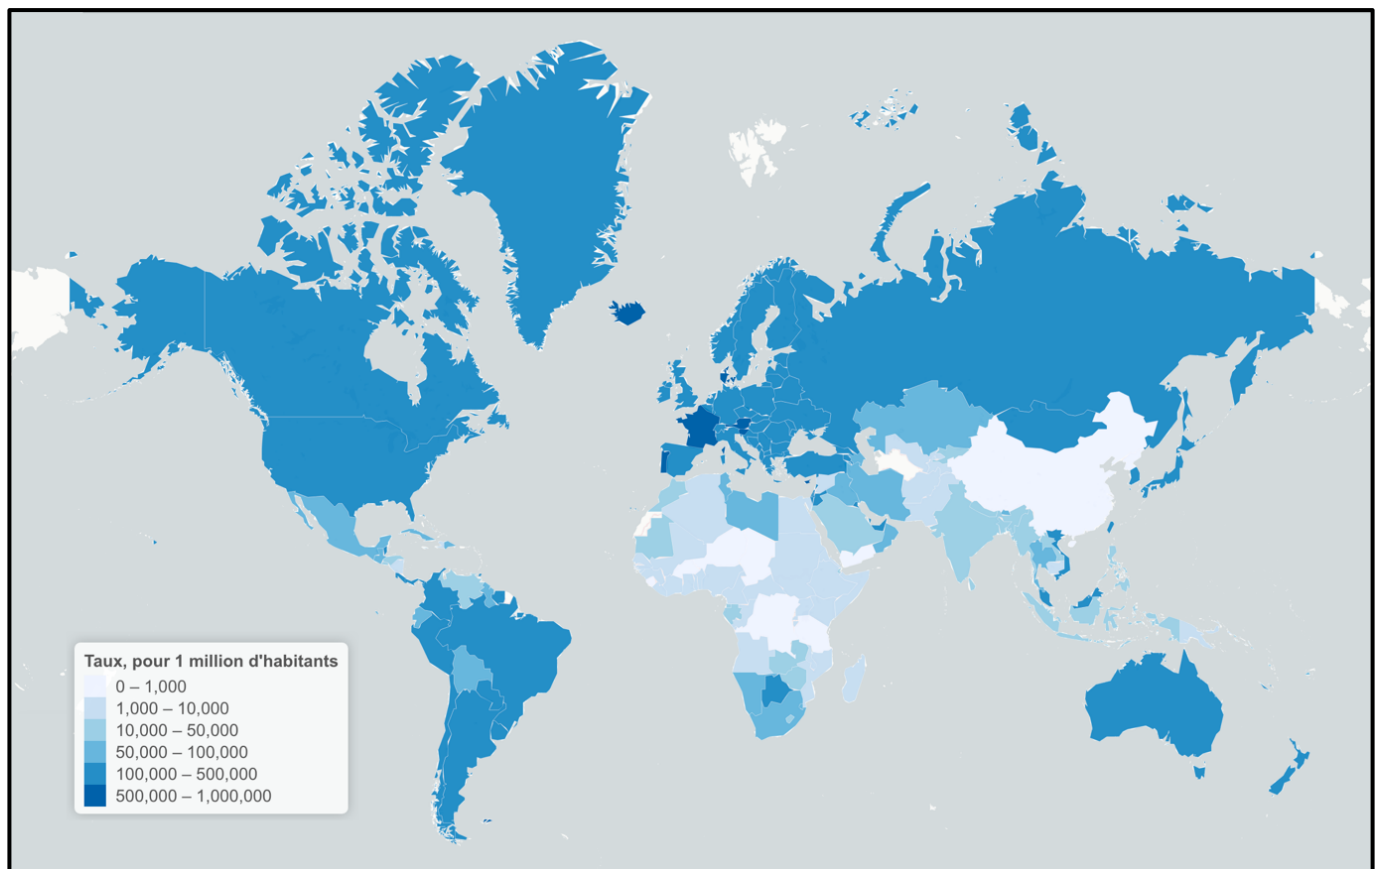 Taux, pour 1 million d'habitants
0 – 1,000
1,000 – 10,000
10,000 – 50,000
50,000 – 100,000
100,000 – 500,000
500,000 – 1,000,000